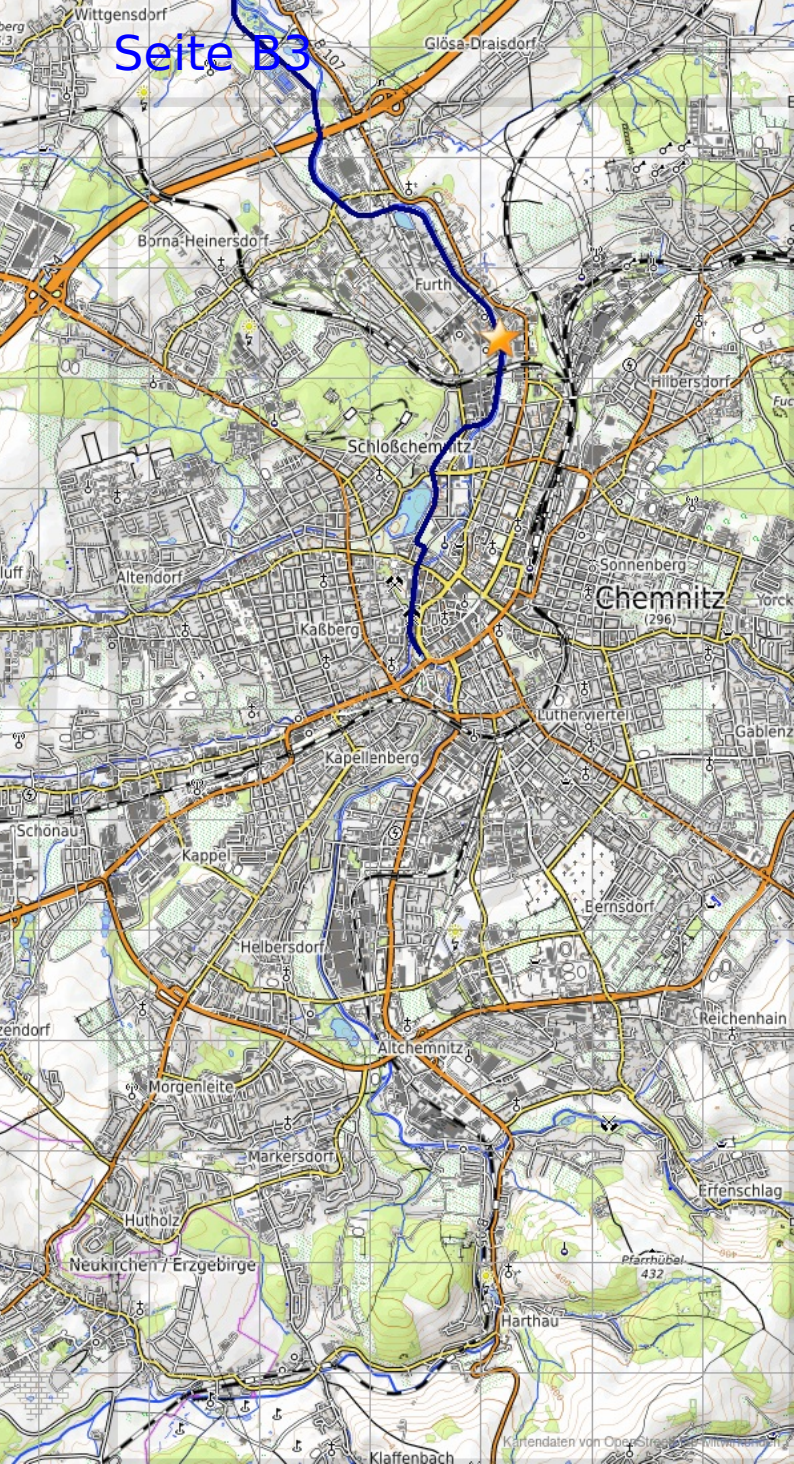 Wittgensdorf
Seite B3
B 107
Glösa-Draisdorf
Borna-Heinersdorf
Furth
Hilbersdorf
Schloßchemnitz
Altendorf
Sonnenberg
Chemnitz
(296)
Yorck
Kaßberg
Lutherviertel
Gablenz
Kapellenberg
Schönau
Kappel
Bernsdorf
Helbersdorf
Reichenhain
Altchemnitz
Morgenleite
Markersdorf
Erfenschlag
Hutholz
Neukirchen / Erzgebirge
Pfarrhübel
432
Harthau
Kartendaten von OpenStreetMap-Mitwirkenden
Klaffenbach